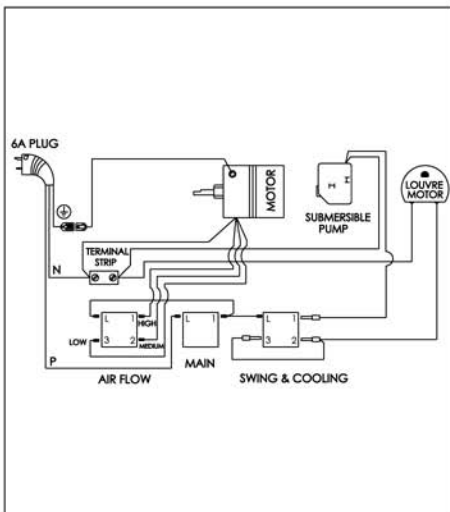 6A PLUG
MOTOR
LOUVRE
MOTOR
SUBMERSIBLE
PUMP
TERMINAL
STRIP
N
L 1
HIGH
LOW
3 2
MEDIUM
L 1
L 1
3 2
P
AIR FLOW
MAIN
SWING & COOLING